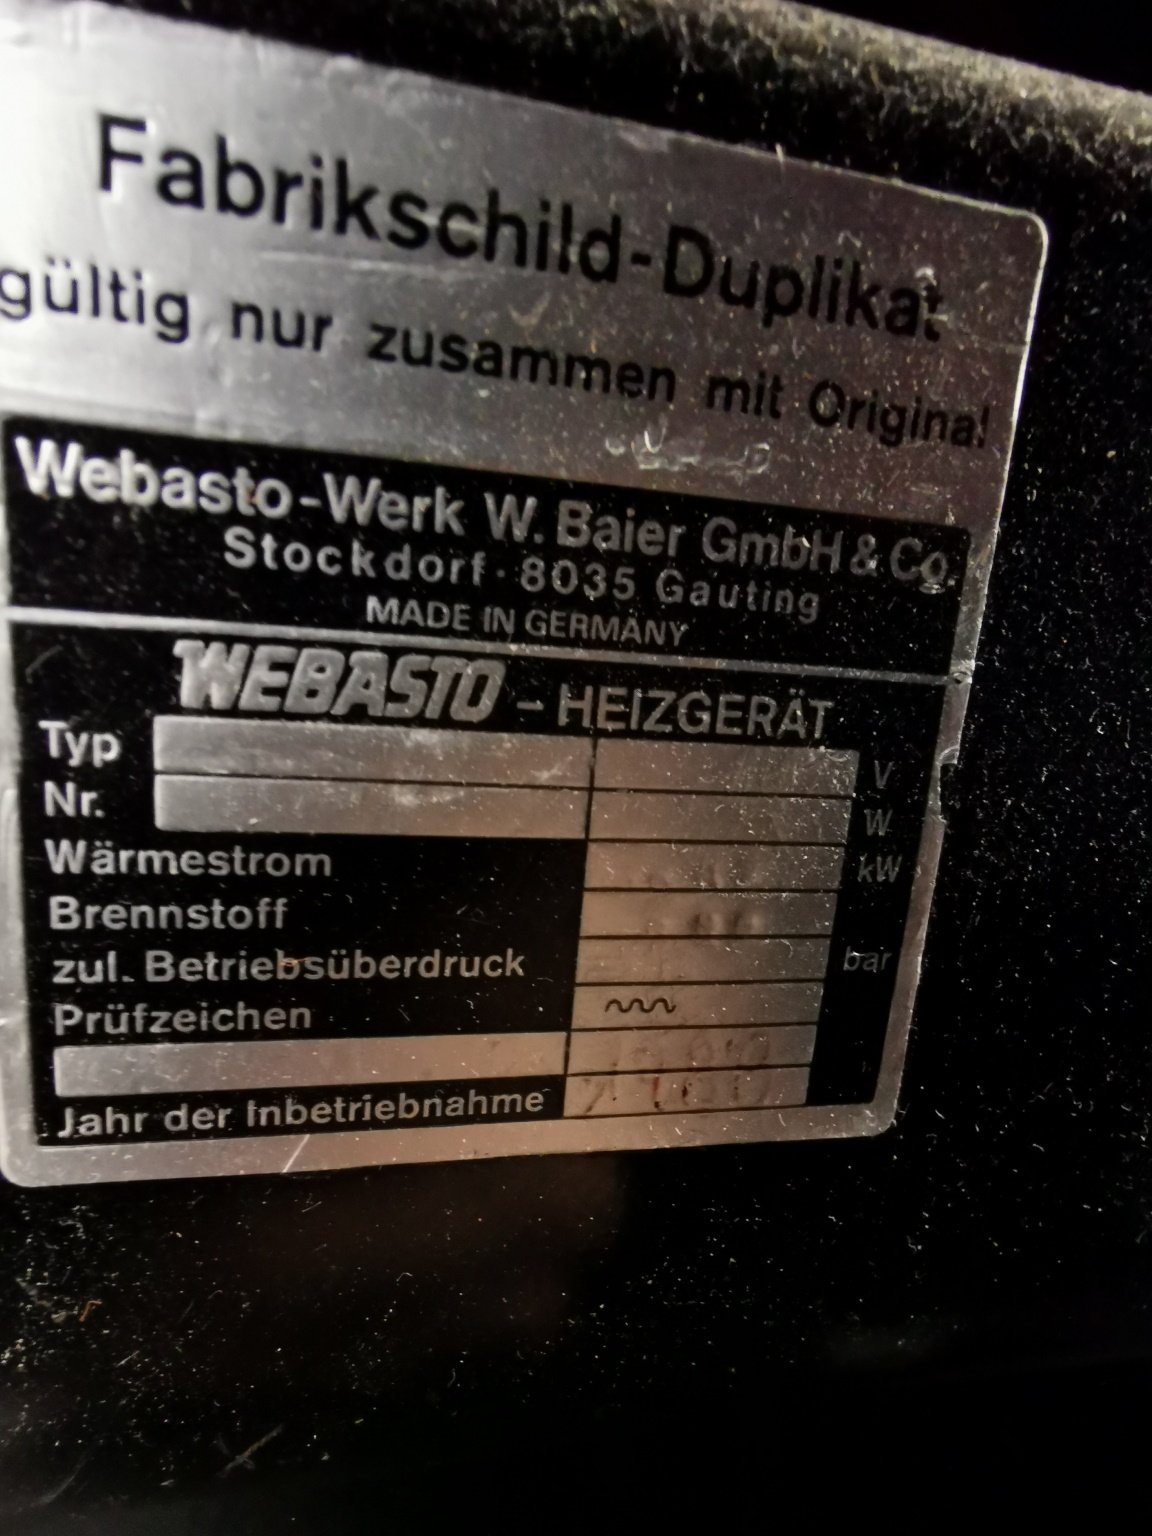 Fabrikschild-Duplikat
gültig nur zusammen mit Original
Webasto-Werk W. Baier GmbH & Co.
Stockdorf · 8035 Gauting
MADE IN GERMANY
WEBASTO - HEIZGERÄT
Typ V
Nr. W
Wärmestrom kW
Brennstoff
zul. Betriebsüberdruck bar
Prüfzeichen
Jahr der Inbetriebnahme